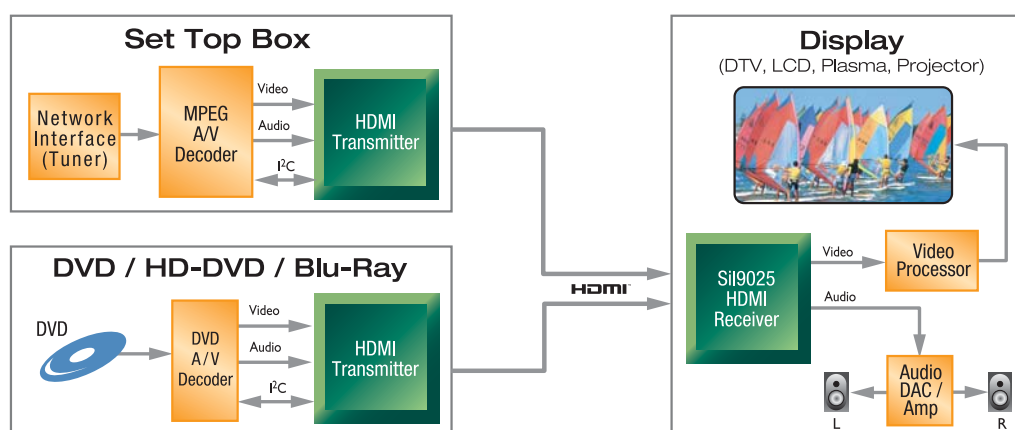 Set Top Box
Network
Interface
(Tuner)
MPEG
A/V
Decoder
Video
Audio
I²C
HDMI
Transmitter
DVD / HD-DVD / Blu-Ray
DVD
DVD
A/V
Decoder
Video
Audio
I²C
HDMI
Transmitter
HDMI
Display
(DTV, LCD, Plasma, Projector)
SiI9025
HDMI
Receiver
Video
Audio
Video
Processor
Audio
DAC /
Amp
L
R